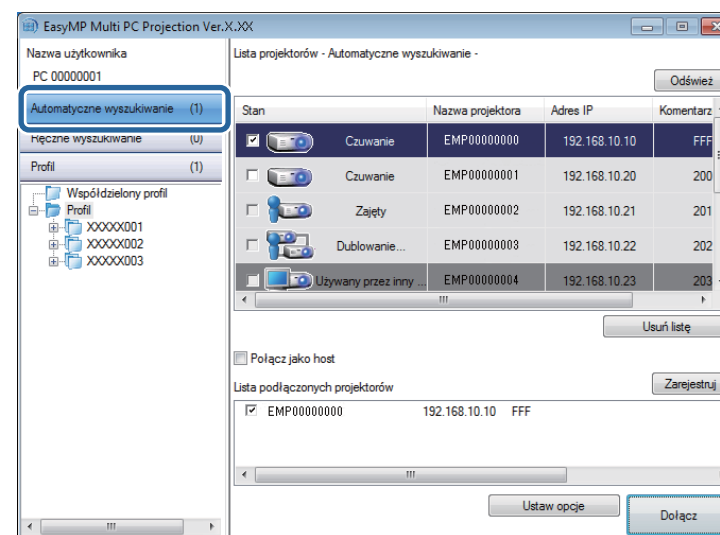 EasyMP Multi PC Projection Ver.X.XX
Nazwa użytkownika
PC 00000001
Automatyczne wyszukiwanie (1)
Ręczne wyszukiwanie (0)
Profil (1)
Współdzielony profil
Profil
XXXXX001
XXXXX002
XXXXX003
Lista projektorów - Automatyczne wyszukiwanie -
Odśwież
Stan Nazwa projektora Adres IP Komentarz
Czuwanie EMP00000000 192.168.10.10 FFF
Czuwanie EMP00000001 192.168.10.20 200
Zajęty EMP00000002 192.168.10.21 201
Dublowanie... EMP00000003 192.168.10.22 202
Używany przez inny ... EMP00000004 192.168.10.23 203
Usuń listę
Połącz jako host
Lista podłączonych projektorów
Zarejestruj
EMP00000000 192.168.10.10 FFF
Ustaw opcje
Dołącz